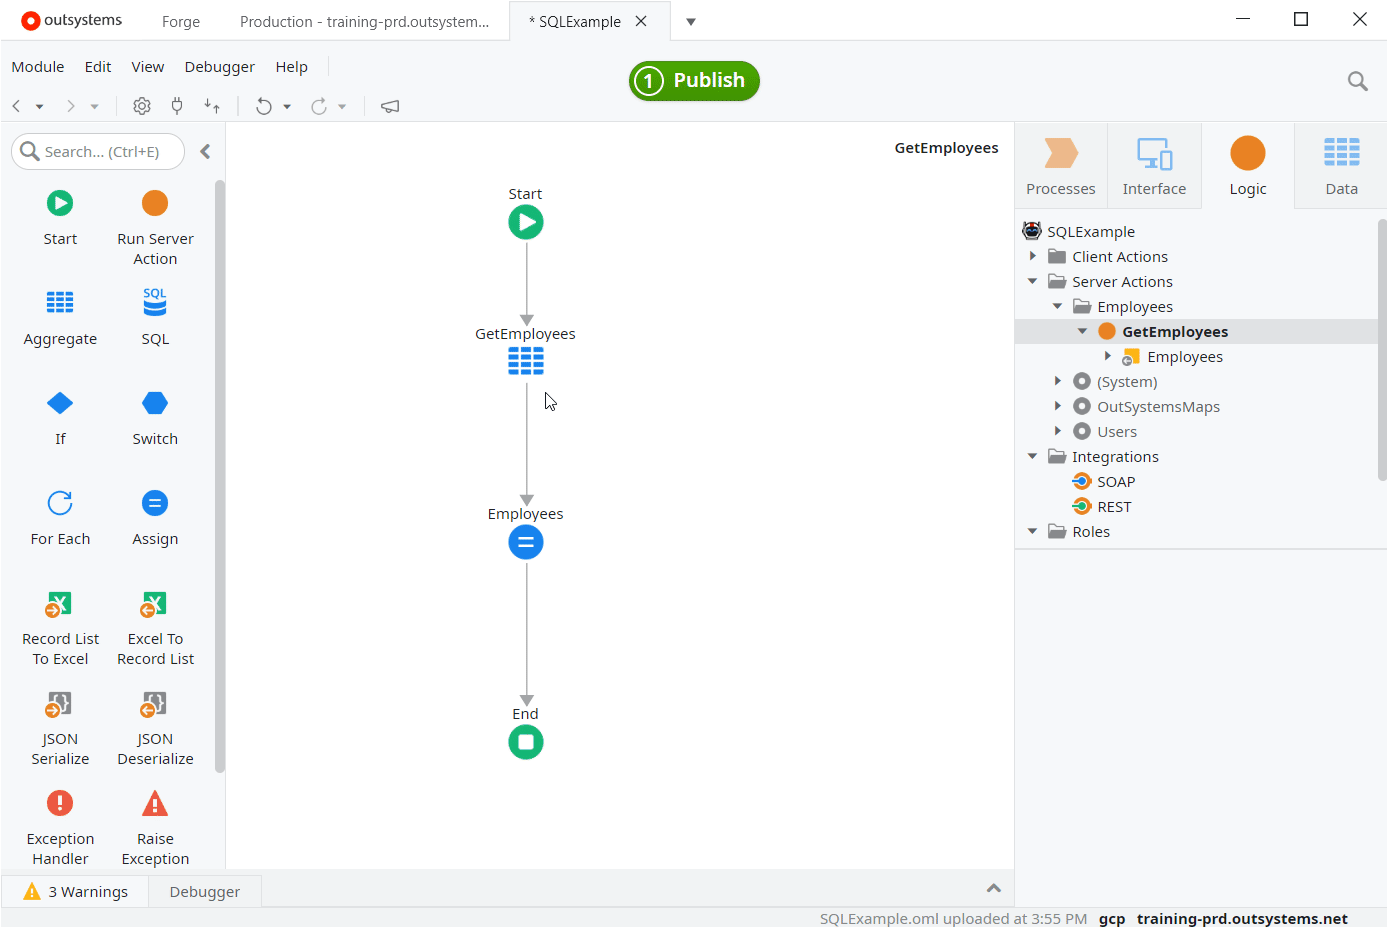 outsystems
Forge
Production - training-prd.outsystem...
* SQLExample
Module Edit View Debugger Help
1 Publish
Search... (Ctrl+E)
GetEmployees
Start
Run Server Action
Aggregate
SQL
SQL
If
Switch
For Each
Assign
Record List To Excel
Excel To Record List
JSON Serialize
JSON Deserialize
Exception Handler
Raise Exception
Start
GetEmployees
Employees
End
Processes
Interface
Logic
Data
SQLExample
Client Actions
Server Actions
Employees
GetEmployees
Employees
(System)
OutSystemsMaps
Users
Integrations
SOAP
REST
Roles
3 Warnings
Debugger
SQLExample.oml uploaded at 3:55 PM gcp training-prd.outsystems.net